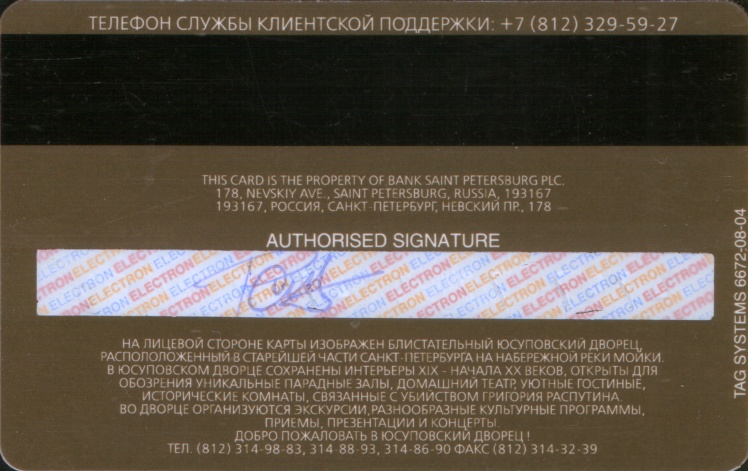 ТЕЛЕФОН СЛУЖБЫ КЛИЕНТСКОЙ ПОДДЕРЖКИ: +7 (812) 329-59-27
THIS CARD IS THE PROPERTY OF BANK SAINT PETERSBURG PLC.
178, NEVSKIY AVE., SAINT PETERSBURG, RUSSIA, 193167
193167, РОССИЯ, САНКТ-ПЕТЕРБУРГ, НЕВСКИЙ ПР., 178
AUTHORISED SIGNATURE
ELECTRON ELECTRON ELECTRON ELECTRON ELECTRON
НА ЛИЦЕВОЙ СТОРОНЕ КАРТЫ ИЗОБРАЖЕН БЛИСТАТЕЛЬНЫЙ ЮСУПОВСКИЙ ДВОРЕЦ,
РАСПОЛОЛОЖЕННЫЙ В СТАРЕЙШЕЙ ЧАСТИ САНКТ-ПЕТЕРБУРГА НА НАБЕРЕЖНОЙ РЕКИ МОЙКИ.
В ЮСУПОВСКОМ ДВОРЦЕ СОХРАНЕНЫ ИНТЕРЬЕРЫ XIX - НАЧАЛА XX ВЕКОВ, ОТКРЫТЫ ДЛЯ
ОБОЗРЕНИЯ УНИКАЛЬНЫЕ ПАРАДНЫЕ ЗАЛЫ, ДОМАШНИЙ ТЕАТР, УЮТНЫЕ ГОСТИНЫЕ,
ИСТОРИЧЕСКИЕ КОМНАТЫ, СВЯЗАННЫЕ С УБИЙСТВОМ ГРИГОРИЯ РАСПУТИНА.
ВО ДВОРЦЕ ОРГАНИЗУЮТСЯ ЭКСКУРСИИ,РАЗНООБРАЗНЫЕ КУЛЬТУРНЫЕ ПРОГРАММЫ,
ПРИЕМЫ, ПРЕЗЕНТАЦИИ И КОНЦЕРТЫ.
ДОБРО ПОЖАЛОВАТЬ В ЮСУПОВСКИЙ ДВОРЕЦ !
ТЕЛ. (812) 314-98-83, 314-88-93, 314-86-90 ФАКС (812) 314-32-39
TAG SYSTEMS 6672-08-04